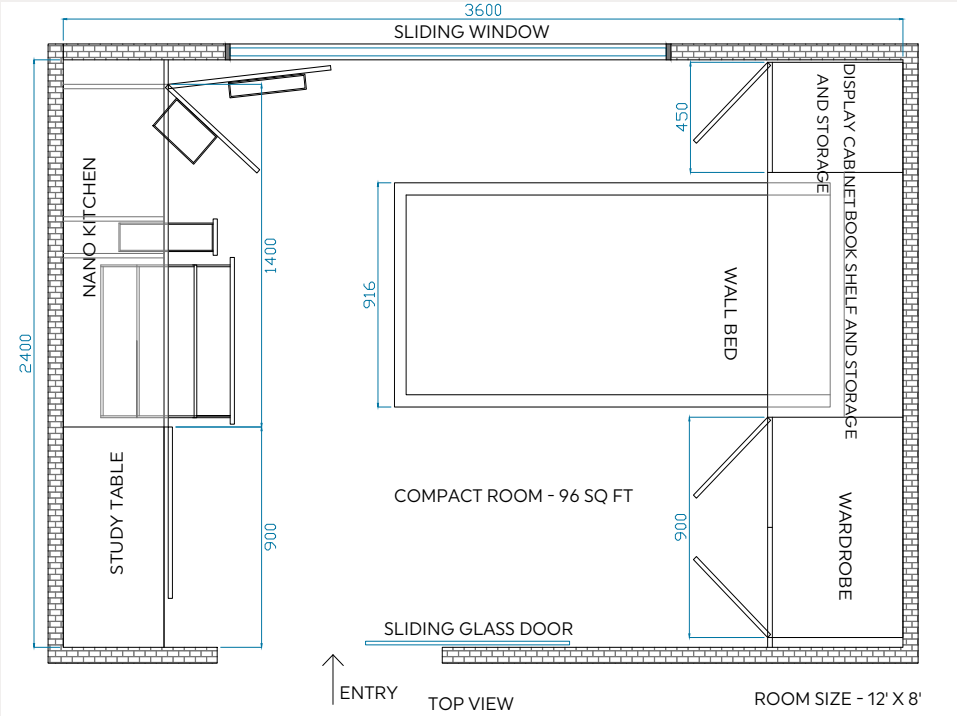 3600
SLIDING WINDOW
DISPLAY CABINET BOOK SHELF AND STORAGE
AND STORAGE
450
NANO KITCHEN
1400
916
WALL BED
2400
STUDY TABLE
900
COMPACT ROOM - 96 SQ FT
900
WARDROBE
SLIDING GLASS DOOR
ENTRY
TOP VIEW
ROOM SIZE - 12' X 8'